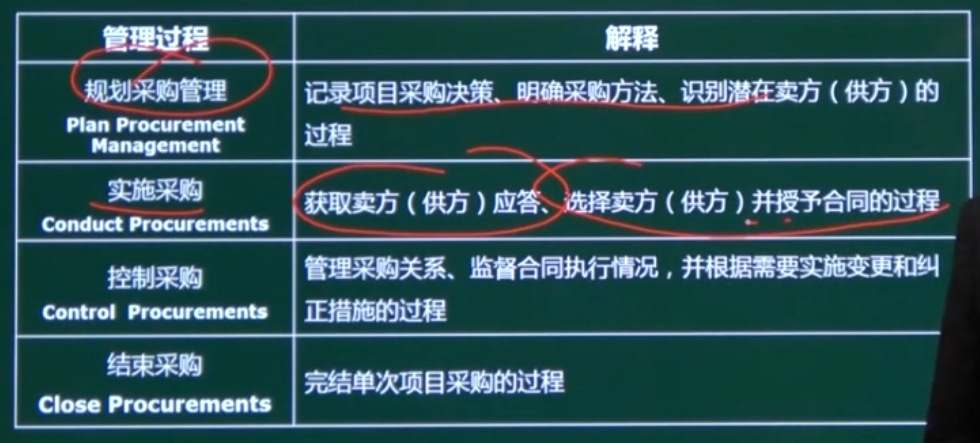 管理过程
解释
规划采购管理
Plan Procurement
Management
记录项目采购决策、明确采购方法、识别潜在卖方（供方）的
过程
实施采购
Conduct Procurements
获取卖方（供方）应答、选择卖方（供方）并授予合同的过程
控制采购
Control Procurements
管理采购关系、监督合同执行情况，并根据需要实施变更和纠
正措施的过程
结束采购
Close Procurements
完结单次项目采购的过程